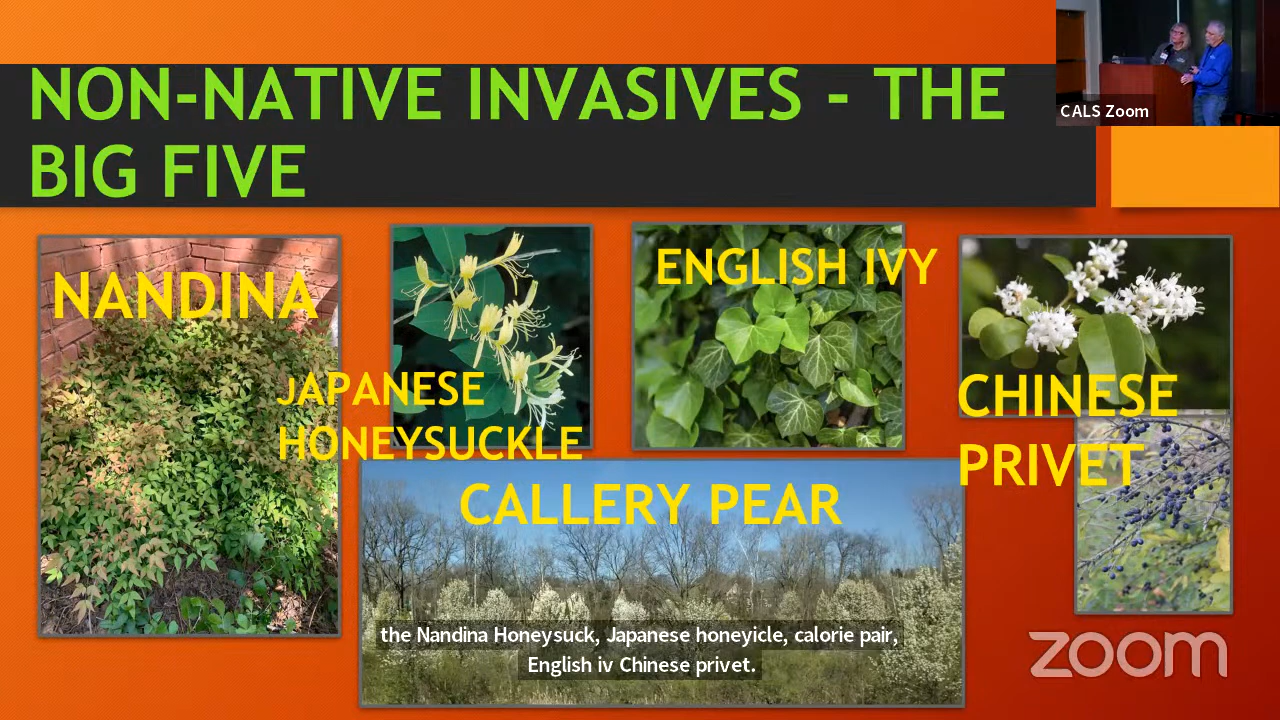 NON-NATIVE INVASIVES - THE
BIG FIVE
CALS Zoom
NANDINA
JAPANESE
HONEYSUCKLE
ENGLISH IVY
CHINESE
PRIVET
CALLERY PEAR
the Nandina Honeysuck, Japanese honeyicle, calorie pair,
English iv Chinese privet.
zoom